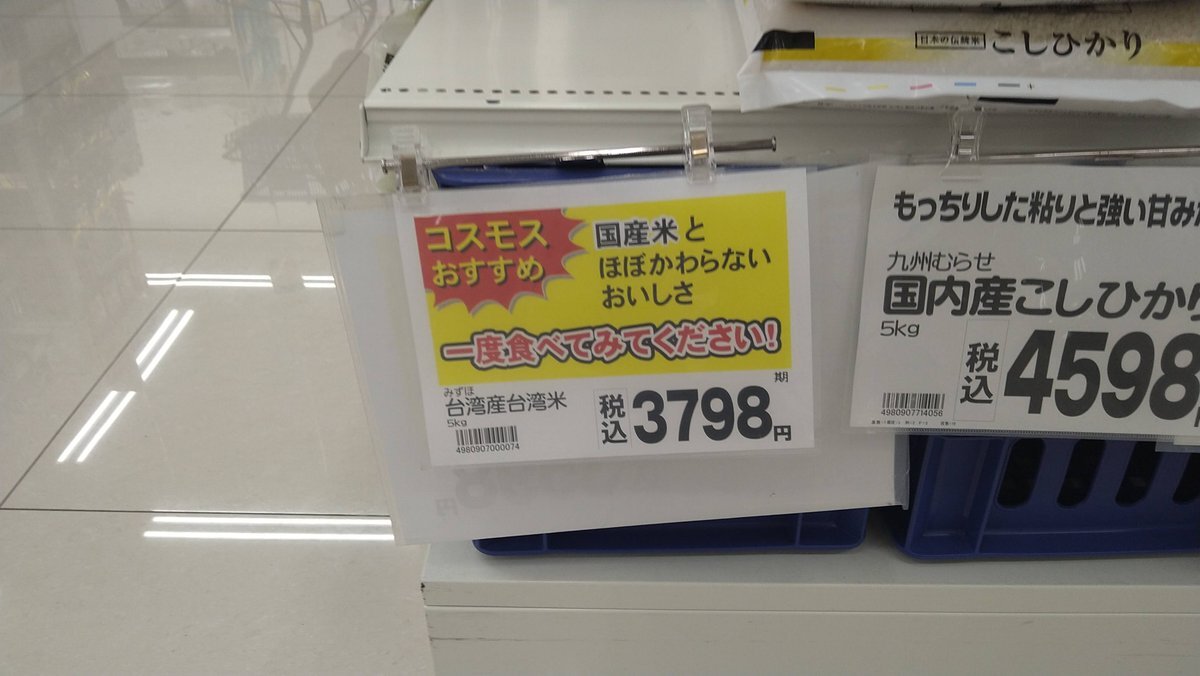 日本の伝統米 こしひかり
コスモス
おすすめ
国産米と
ほぼかわらない
おいしさ
一度食べてみてください!
期
みずほ
台湾産台湾米
5kg
税込 3798円
4980907000074
もっちりした粘りと強い甘み
九州むらせ
国内産こしひか
5kg
税込 4598
4980907714056